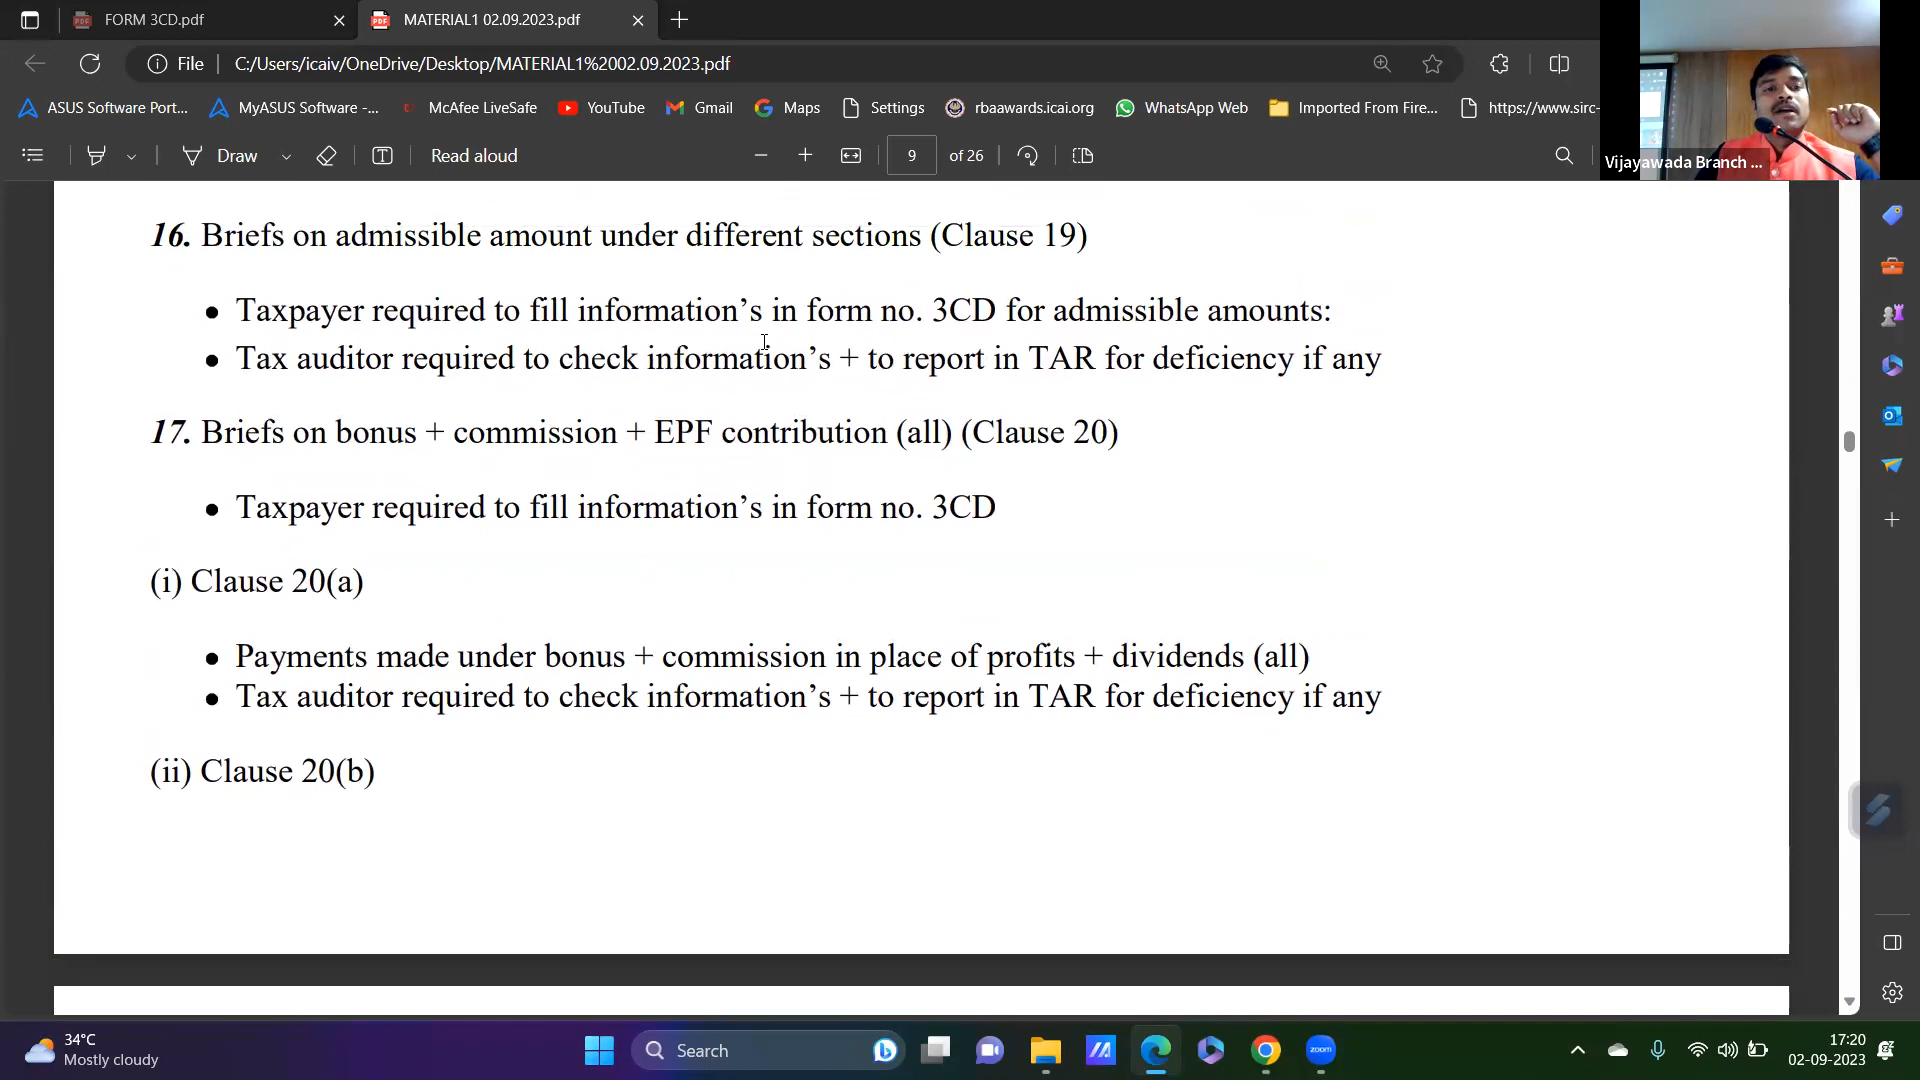 FORM 3CD.pdf
MATERIAL1 02.09.2023.pdf
File
C:/Users/icaiv/OneDrive/Desktop/MATERIAL1%2002.09.2023.pdf
ASUS Software Port...
MyASUS Software -...
McAfee LiveSafe
YouTube
Gmail
Maps
Settings
rbaawards.icai.org
WhatsApp Web
Imported From Fire...
https://www.sirc-
Draw
Read aloud
9 of 26
Vijayawada Branch ...
16. Briefs on admissible amount under different sections (Clause 19)
• Taxpayer required to fill information’s in form no. 3CD for admissible amounts:
• Tax auditor required to check information’s + to report in TAR for deficiency if any
17. Briefs on bonus + commission + EPF contribution (all) (Clause 20)
• Taxpayer required to fill information’s in form no. 3CD
(i) Clause 20(a)
• Payments made under bonus + commission in place of profits + dividends (all)
• Tax auditor required to check information’s + to report in TAR for deficiency if any
(ii) Clause 20(b)
34°C
Mostly cloudy
Search
zoom
17:20
02-09-2023